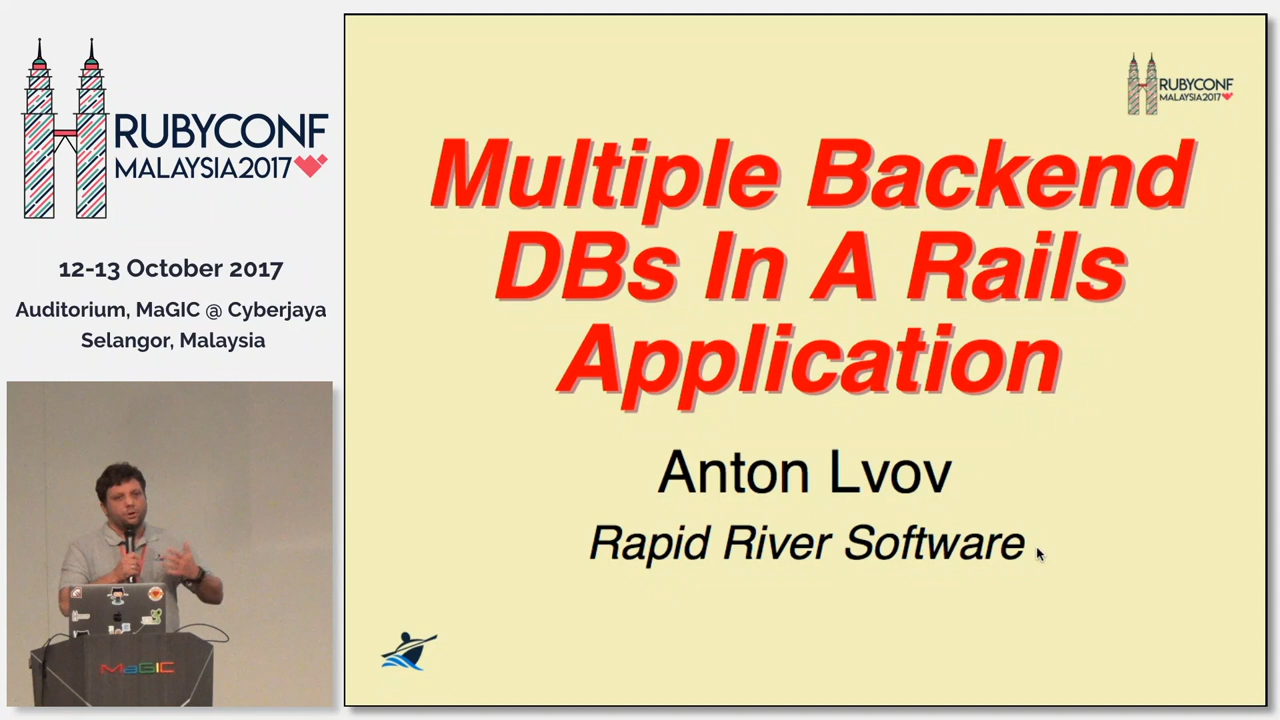 RUBYCONF
MALAYSIA2017
12-13 October 2017
Auditorium, MaGIC @ Cyberjaya
Selangor, Malaysia
MaGIC
RUBYCONF
MALAYSIA2017
Multiple Backend
DBs In A Rails
Application
Anton Lvov
Rapid River Software